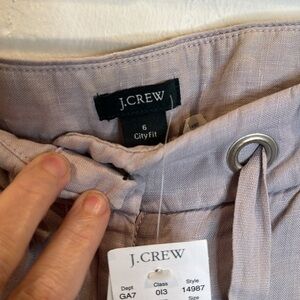 J.CREW
6
City Fit
J.CREW
Dept Class Style
GA7 013 14987
Size